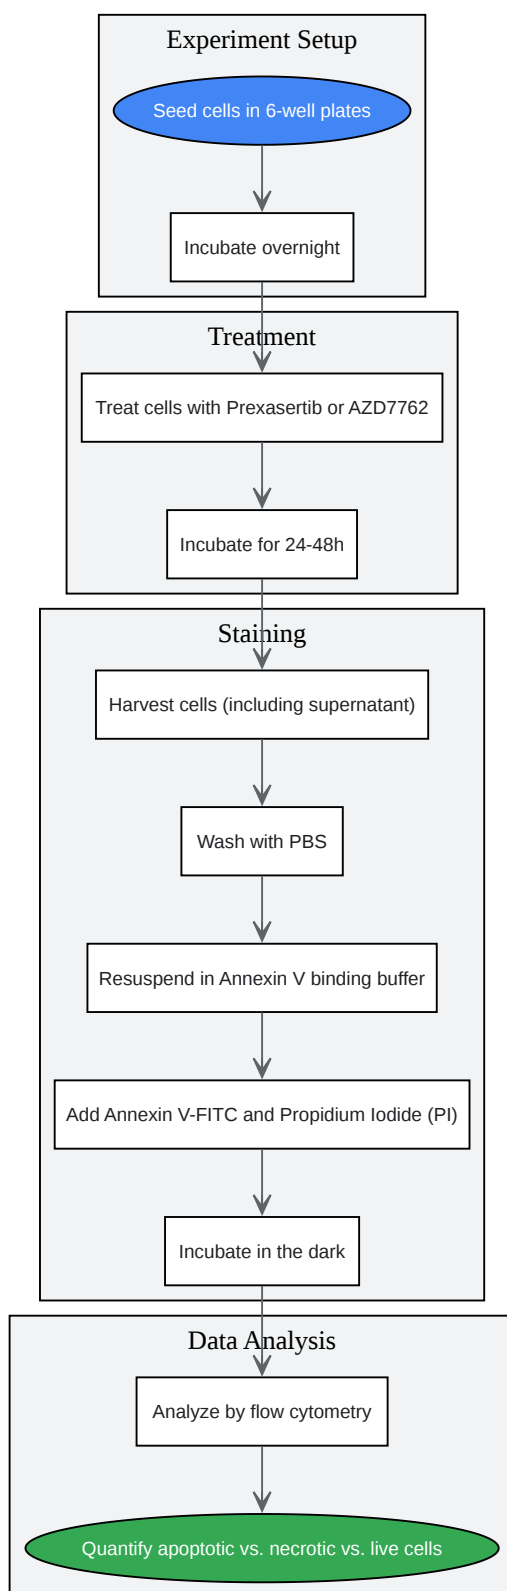 Experiment Setup
Seed cells in 6-well plates
Incubate overnight
Treatment
Treat cells with Prexasertib or AZD7762
Incubate for 24-48h
Staining
Harvest cells (including supernatant)
Wash with PBS
Resuspend in Annexin V binding buffer
Add Annexin V-FITC and Propidium Iodide (PI)
Incubate in the dark
Data Analysis
Analyze by flow cytometry
Quantify apoptotic vs. necrotic vs. live cells